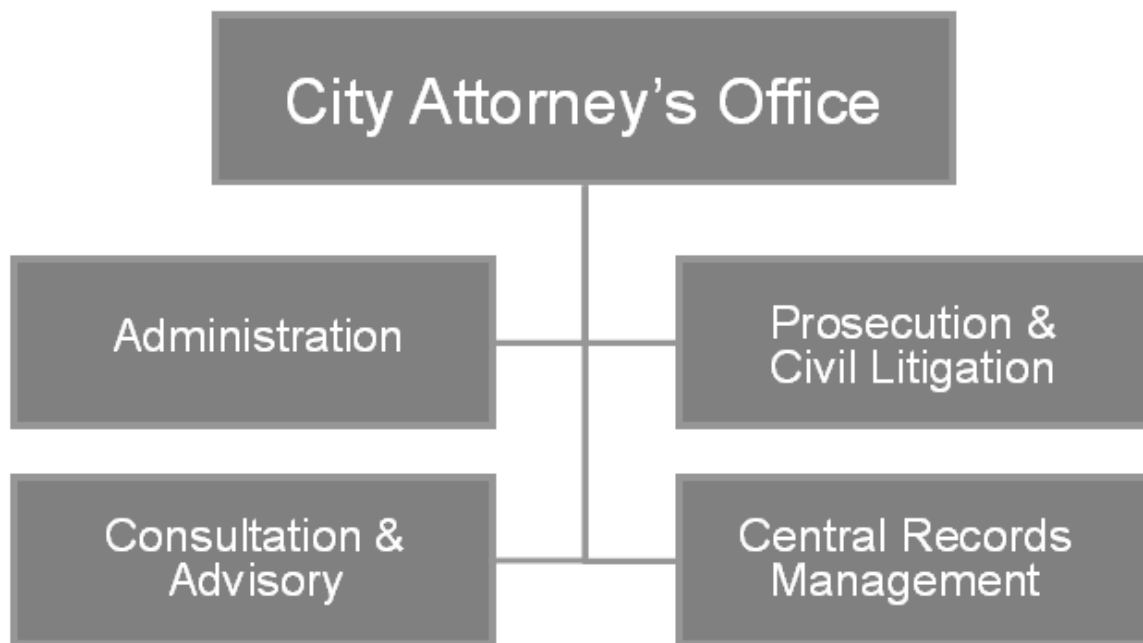 City Attorney’s Office
Administration
Prosecution &
Civil Litigation
Consultation &
Advisory
Central Records
Management